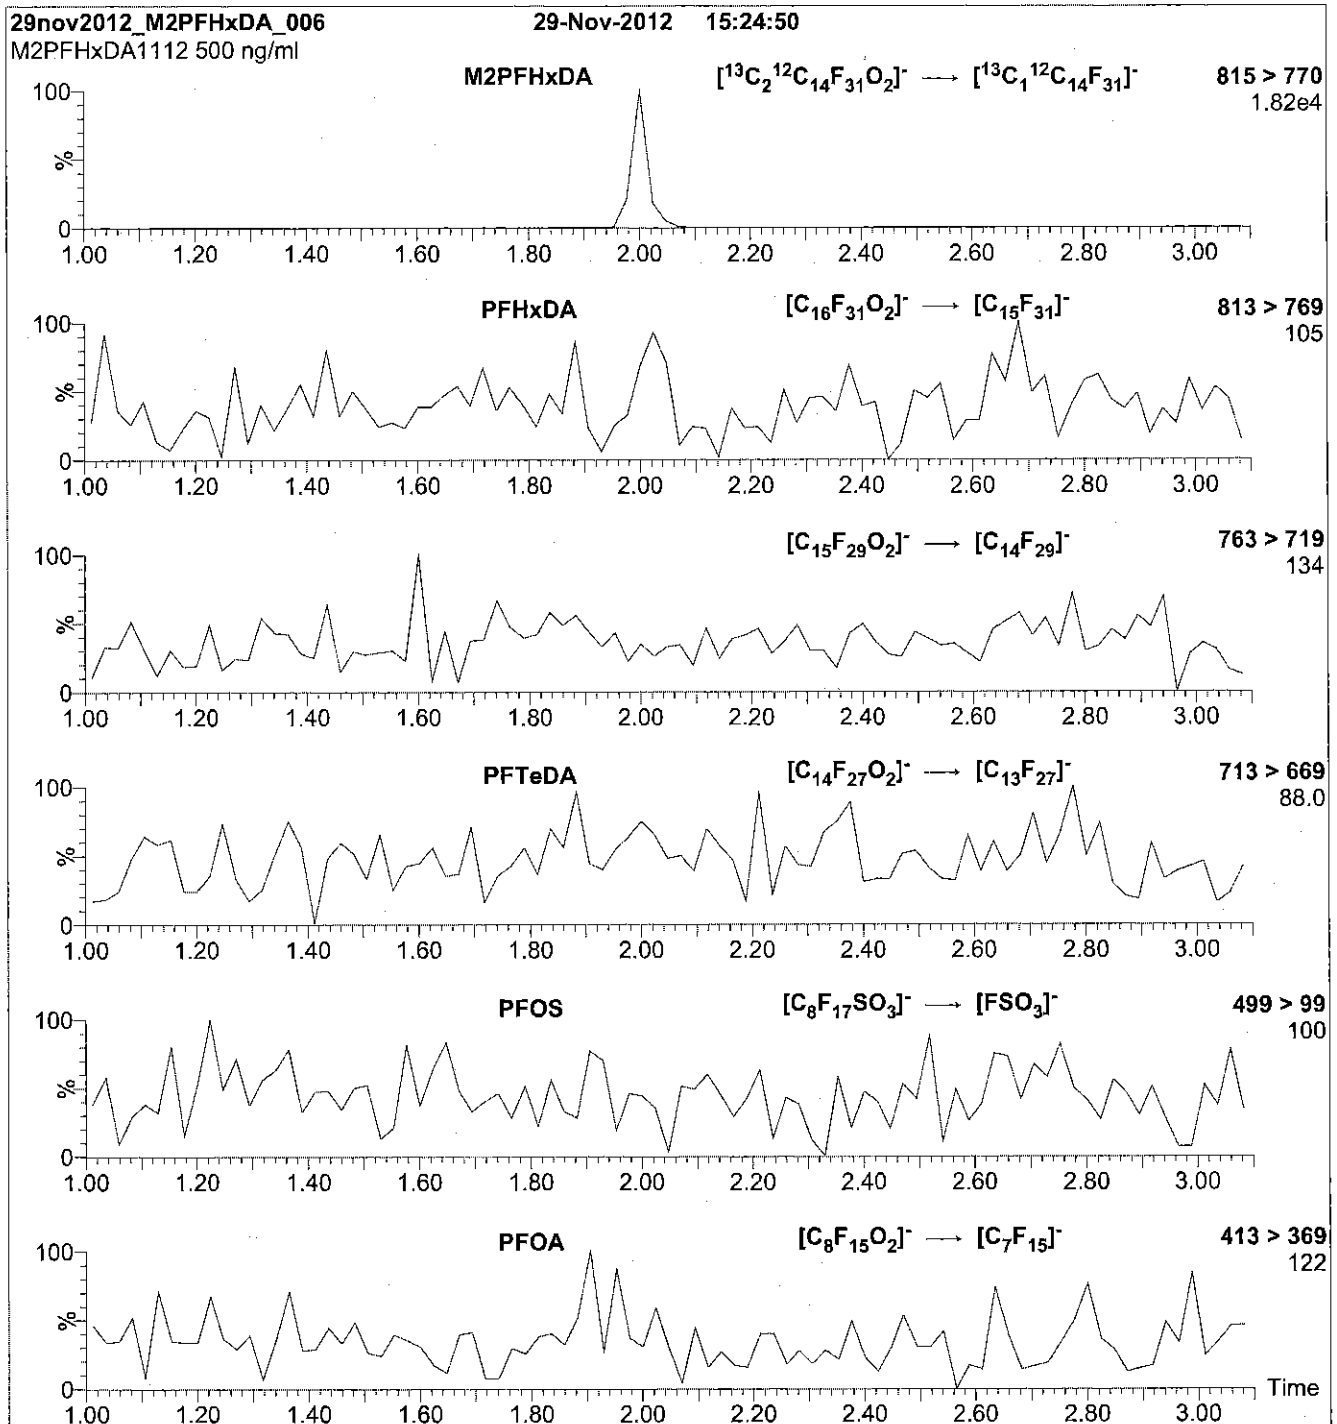 29nov2012_M2PFHxDA_006 29-Nov-2012 15:24:50
M2PFHxDA1112 500 ng/ml
M2PFHxDA [¹³C₂¹²C₁₄F₃₁O₂]⁻ → [¹³C₁¹²C₁₄F₃₁]⁻ 815 > 770
1.82e4
100
%
0
1.00 1.20 1.40 1.60 1.80 2.00 2.20 2.40 2.60 2.80 3.00
PFHxDA [C₁₆F₃₁O₂]⁻ → [C₁₅F₃₁]⁻ 813 > 769
105
100
%
0
1.00 1.20 1.40 1.60 1.80 2.00 2.20 2.40 2.60 2.80 3.00
[C₁₅F₂₉O₂]⁻ → [C₁₄F₂₉]⁻ 763 > 719
134
100
%
0
1.00 1.20 1.40 1.60 1.80 2.00 2.20 2.40 2.60 2.80 3.00
PFTeDA [C₁₄F₂₇O₂]⁻ → [C₁₃F₂₇]⁻ 713 > 669
88.0
100
%
0
1.00 1.20 1.40 1.60 1.80 2.00 2.20 2.40 2.60 2.80 3.00
PFOS [C₈F₁₇SO₃]⁻ → [FSO₃]⁻ 499 > 99
100
100
%
0
1.00 1.20 1.40 1.60 1.80 2.00 2.20 2.40 2.60 2.80 3.00
PFOA [C₈F₁₅O₂]⁻ → [C₇F₁₅]⁻ 413 > 369
122
100
%
0 Time
1.00 1.20 1.40 1.60 1.80 2.00 2.20 2.40 2.60 2.80 3.00